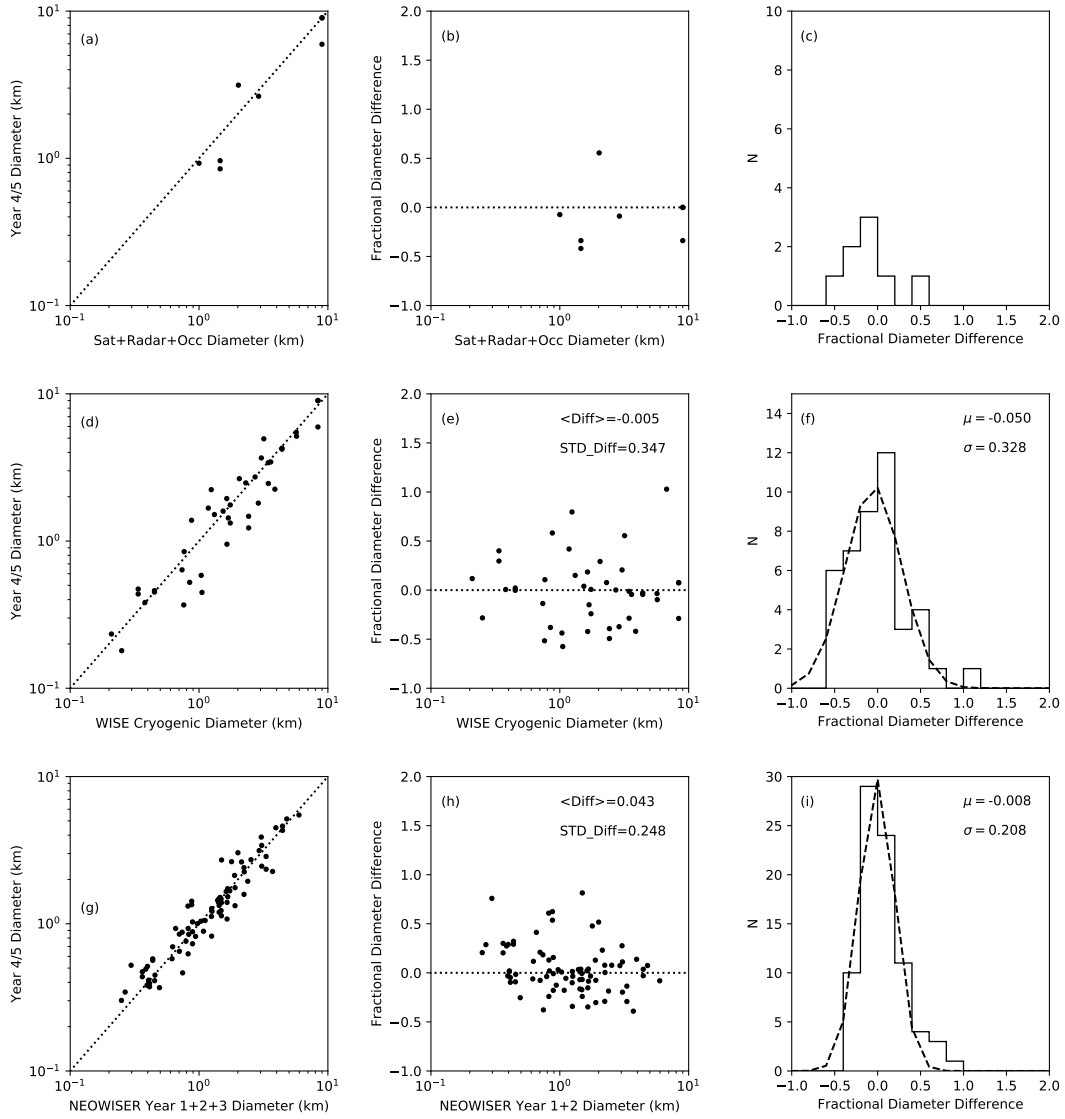 (a)
Year 4/5 Diameter (km)
10^1
10^0
10^−1
10^−1 10^0 10^1
Sat+Radar+Occ Diameter (km)
(b)
Fractional Diameter Difference
2.0
1.5
1.0
0.5
0.0
−0.5
−1.0
10^−1 10^0 10^1
Sat+Radar+Occ Diameter (km)
(c)
N
10
8
6
4
2
0
−1.0 −0.5 0.0 0.5 1.0 1.5 2.0
Fractional Diameter Difference
(d)
Year 4/5 Diameter (km)
10^1
10^0
10^−1
10^−1 10^0 10^1
WISE Cryogenic Diameter (km)
(e)
<Diff>=-0.005
STD_Diff=0.347
Fractional Diameter Difference
2.0
1.5
1.0
0.5
0.0
−0.5
−1.0
10^−1 10^0 10^1
WISE Cryogenic Diameter (km)
(f)
μ = -0.050
σ = 0.328
N
14
12
10
8
6
4
2
0
−1.0 −0.5 0.0 0.5 1.0 1.5 2.0
Fractional Diameter Difference
(g)
Year 4/5 Diameter (km)
10^1
10^0
10^−1
10^−1 10^0 10^1
NEOWISER Year 1+2+3 Diameter (km)
(h)
<Diff>=0.043
STD_Diff=0.248
Fractional Diameter Difference
2.0
1.5
1.0
0.5
0.0
−0.5
−1.0
10^−1 10^0 10^1
NEOWISER Year 1+2 Diameter (km)
(i)
μ = -0.008
σ = 0.208
N
30
25
20
15
10
5
0
−1.0 −0.5 0.0 0.5 1.0 1.5 2.0
Fractional Diameter Difference